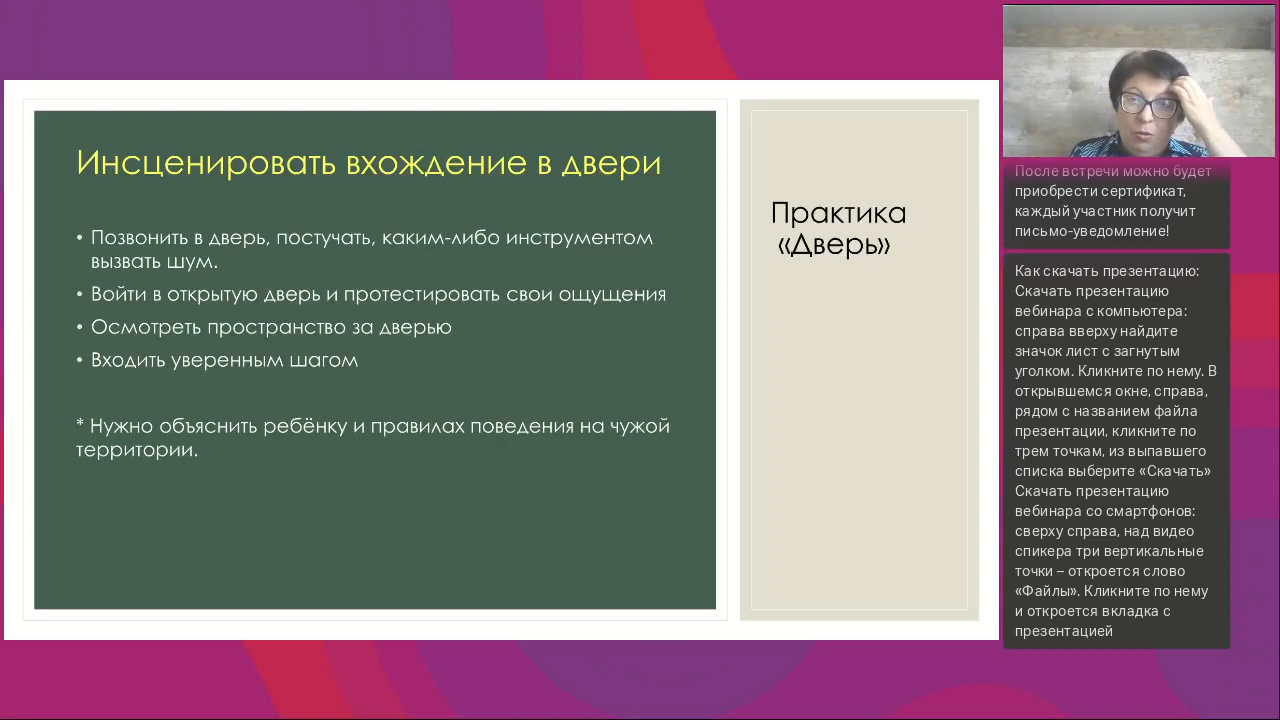 Инсценировать вхождение в двери
• Позвонить в дверь, постучать, каким-либо инструментом
вызвать шум.
• Войти в открытую дверь и протестировать свои ощущения
• Осмотреть пространство за дверью
• Входить уверенным шагом
* Нужно объяснить ребёнку и правилах поведения на чужой
территории.
Практика
«Дверь»
После встречи можно будет
приобрести сертификат,
каждый участник получит
письмо-уведомление!
Как скачать презентацию:
Скачать презентацию
вебинара с компьютера:
справа вверху найдите
значок лист с загнутым
уголком. Кликните по нему. В
открывшемся окне, справа,
рядом с названием файла
презентации, кликните по
трем точкам, из выпавшего
списка выберите «Скачать»
Скачать презентацию
вебинара со смартфонов:
сверху справа, над видео
спикера три вертикальные
точки – откроется слово
«Файлы». Кликните по нему
и откроется вкладка с
презентацией